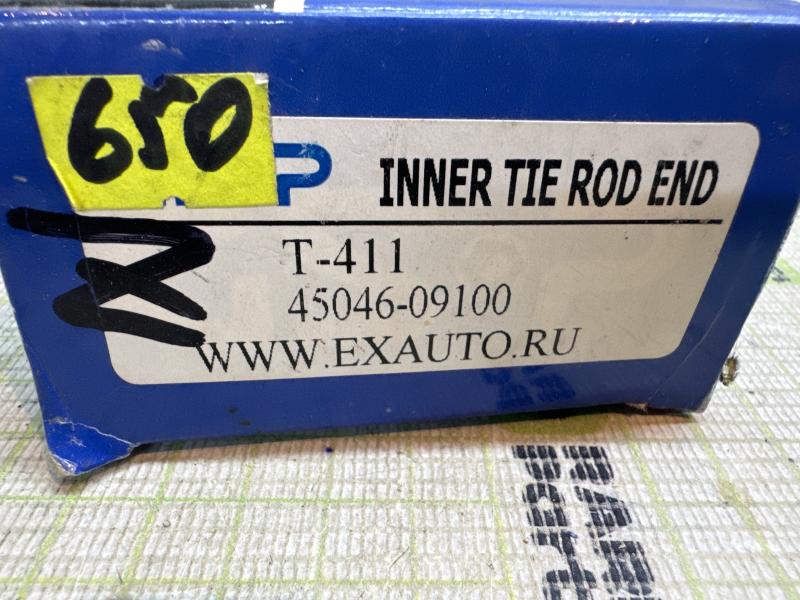 650
P INNER TIE ROD END
T-411
45046-09100
WWW.EXAUTO.RU